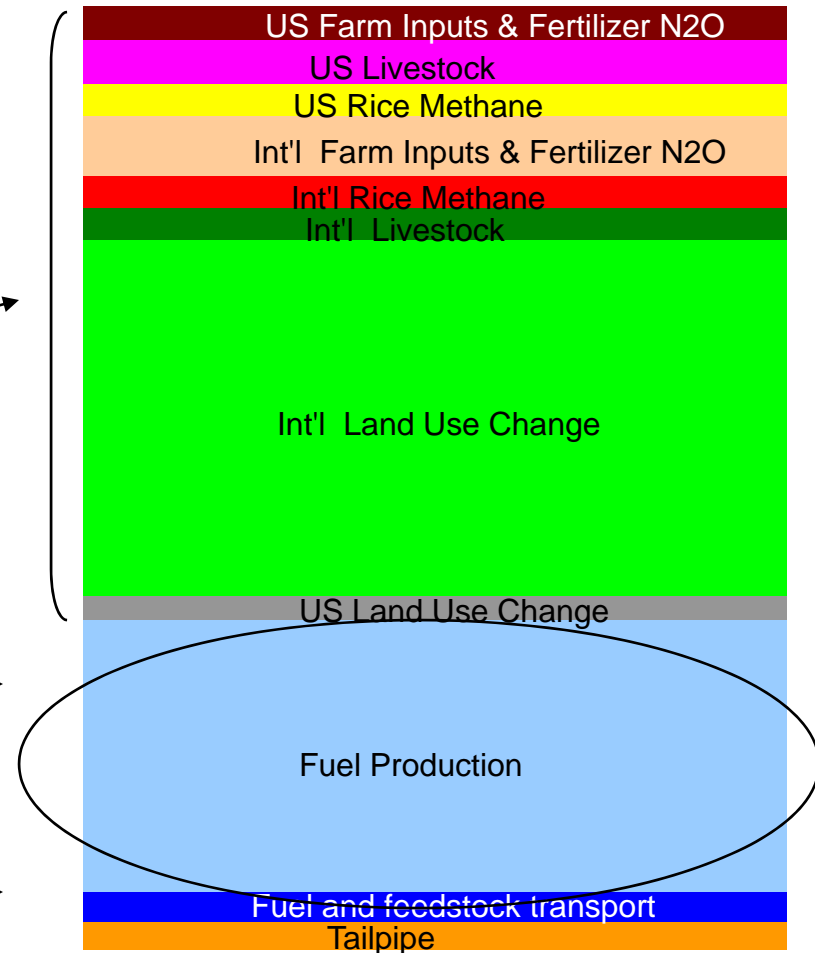 US Farm Inputs & Fertilizer N2O
US Livestock
US Rice Methane
Int'l Farm Inputs & Fertilizer N2O
Int'l Rice Methane
Int'l Livestock
Int'l Land Use Change
US Land Use Change
Fuel Production
Fuel and feedstock transport
Tailpipe